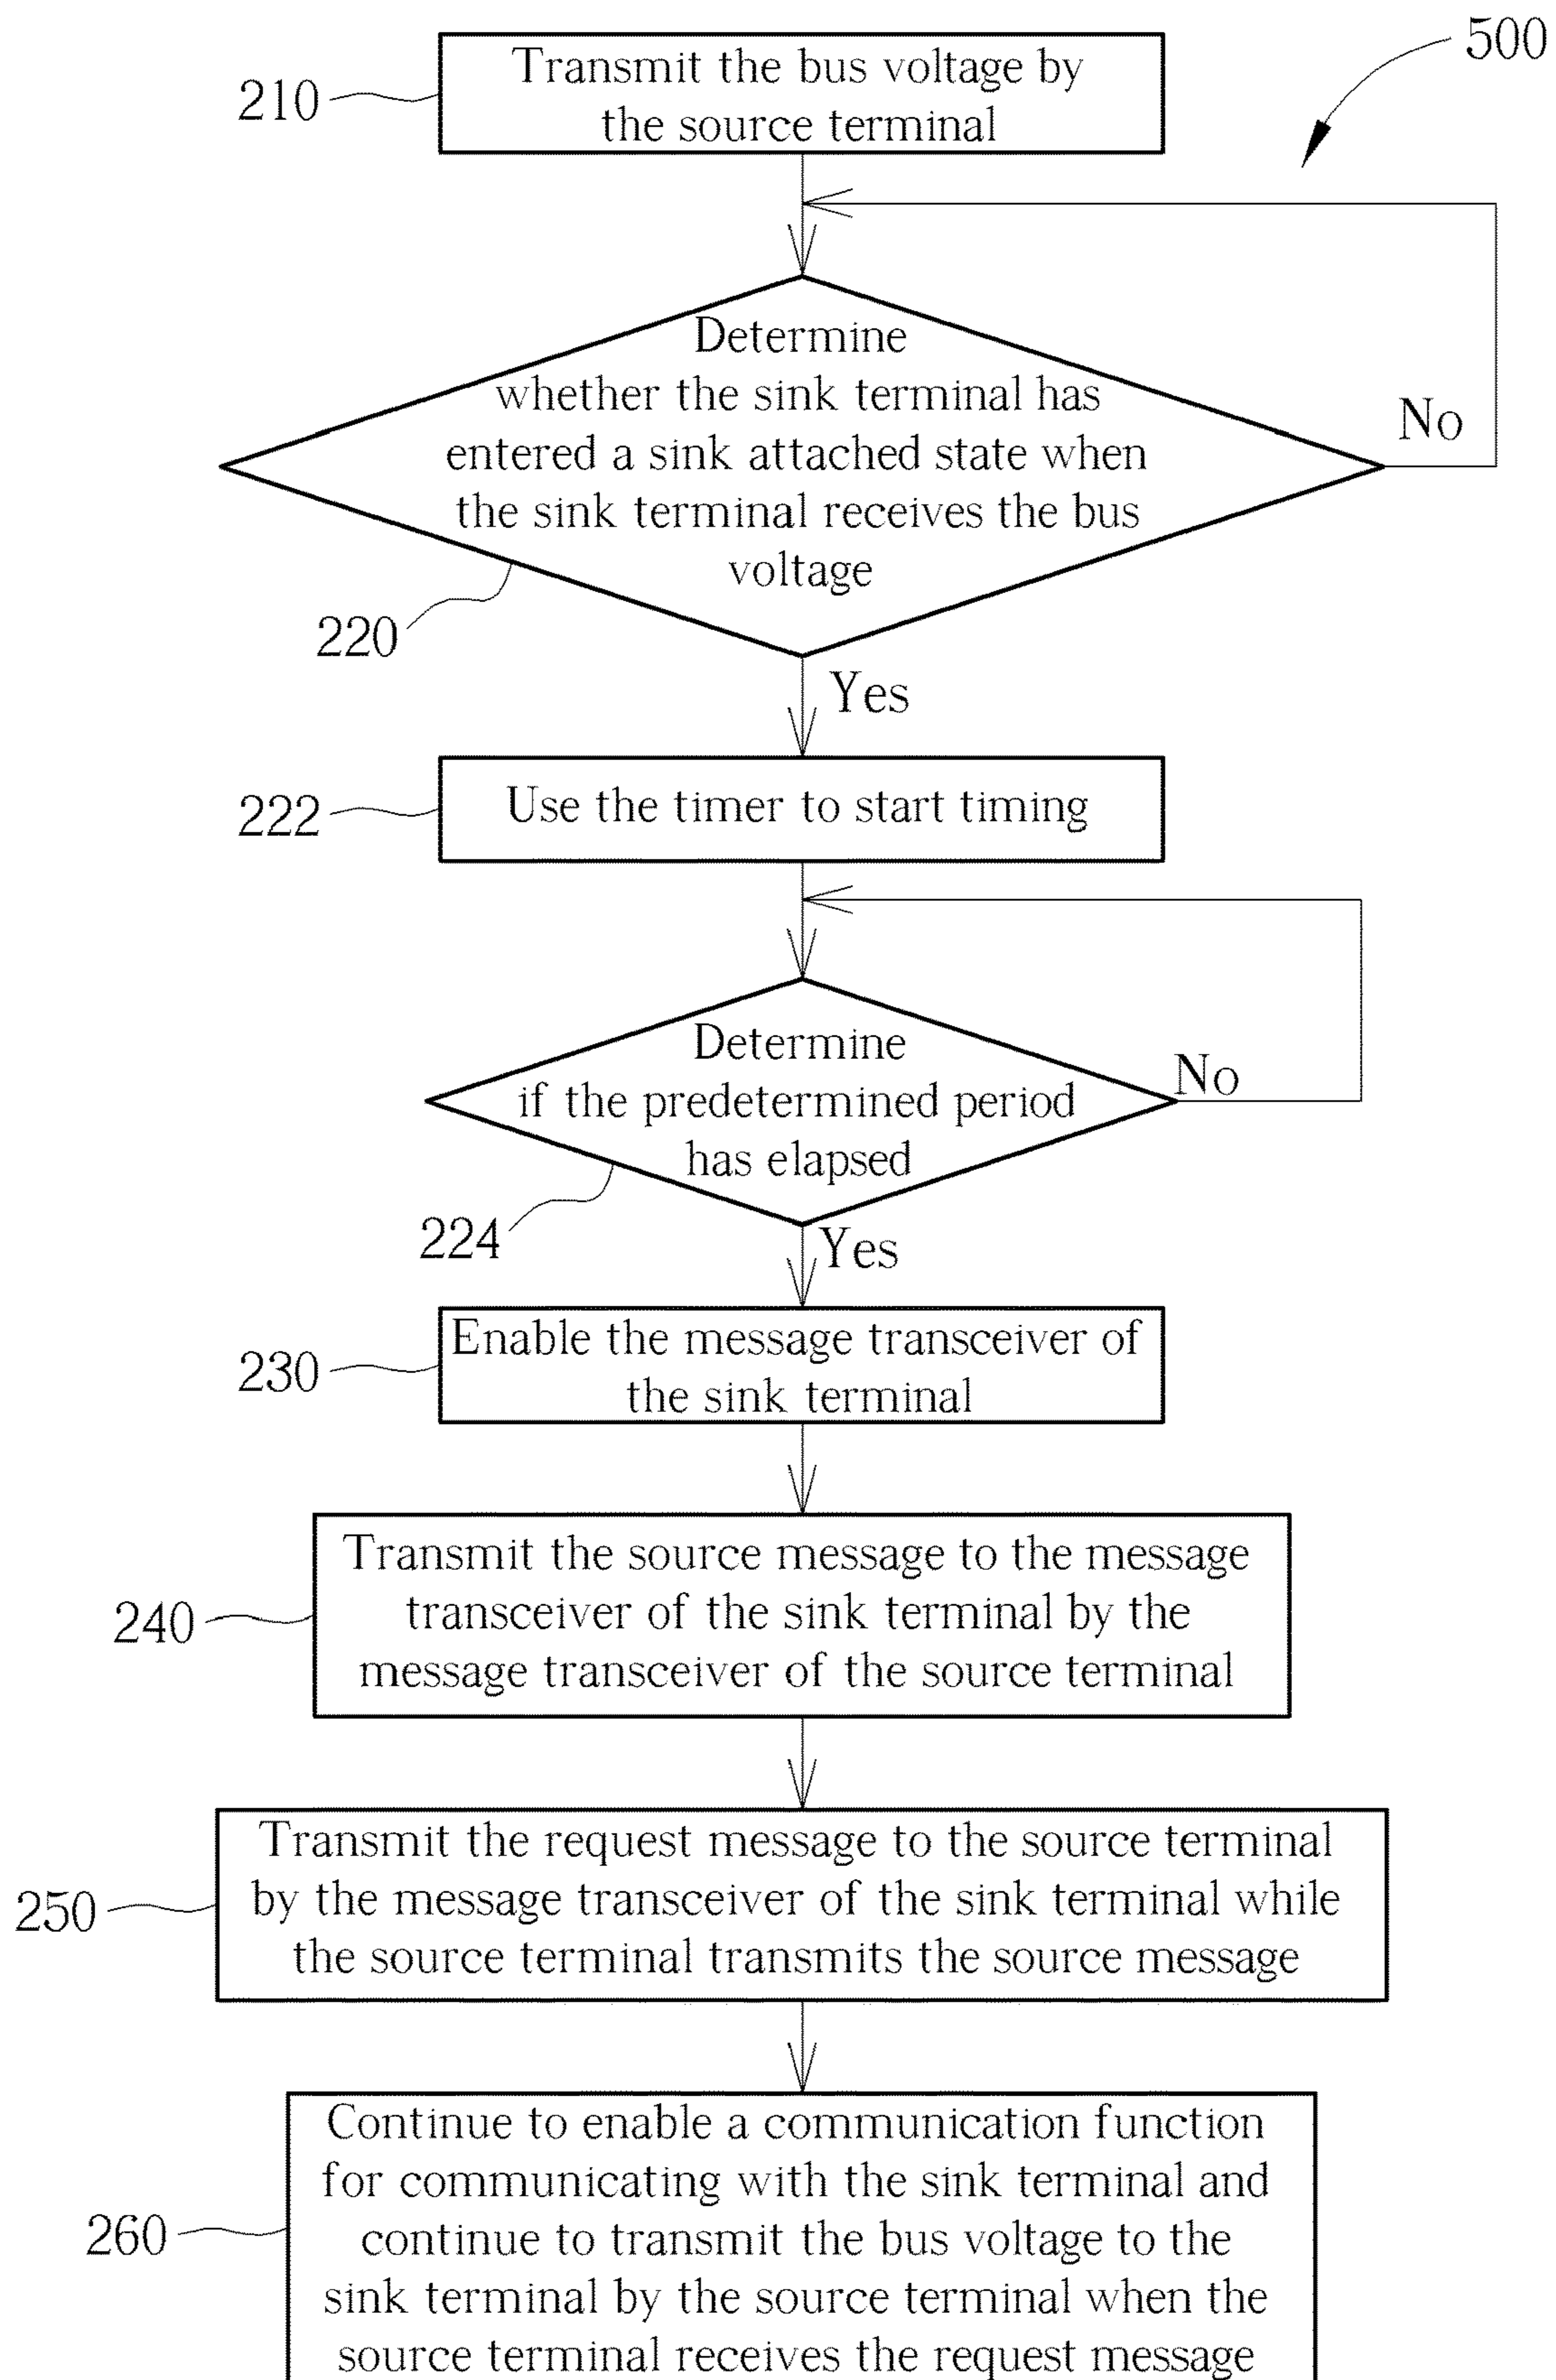 500
210
Transmit the bus voltage by
the source terminal
Determine
whether the sink terminal has
entered a sink attached state when
the sink terminal receives the bus
voltage
No
220
Yes
222
Use the timer to start timing
Determine
if the predetermined period
has elapsed
No
224
Yes
230
Enable the message transceiver of
the sink terminal
240
Transmit the source message to the message
transceiver of the sink terminal by the
message transceiver of the source terminal
250
Transmit the request message to the source terminal
by the message transceiver of the sink terminal while
the source terminal transmits the source message
260
Continue to enable a communication function
for communicating with the sink terminal and
continue to transmit the bus voltage to the
sink terminal by the source terminal when the
source terminal receives the request message